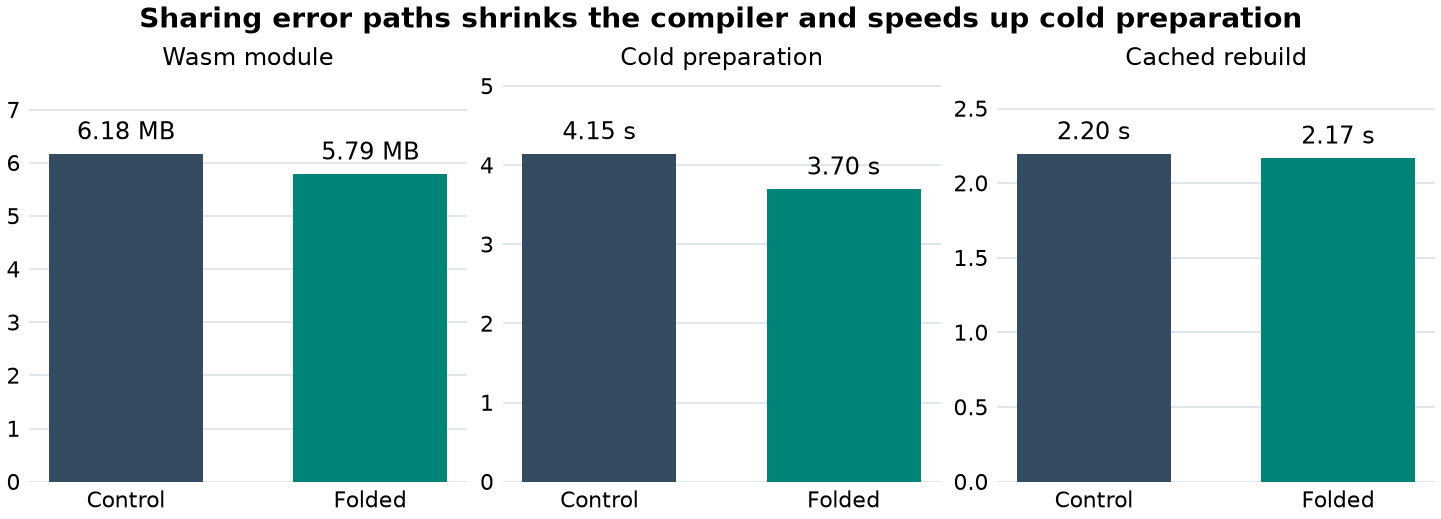 Sharing error paths shrinks the compiler and speeds up cold preparation
Wasm module
7
6
5
4
3
2
1
0
6.18 MB
5.79 MB
Control
Folded
Cold preparation
5
4
3
2
1
0
4.15 s
3.70 s
Control
Folded
Cached rebuild
2.5
2.0
1.5
1.0
0.5
0.0
2.20 s
2.17 s
Control
Folded